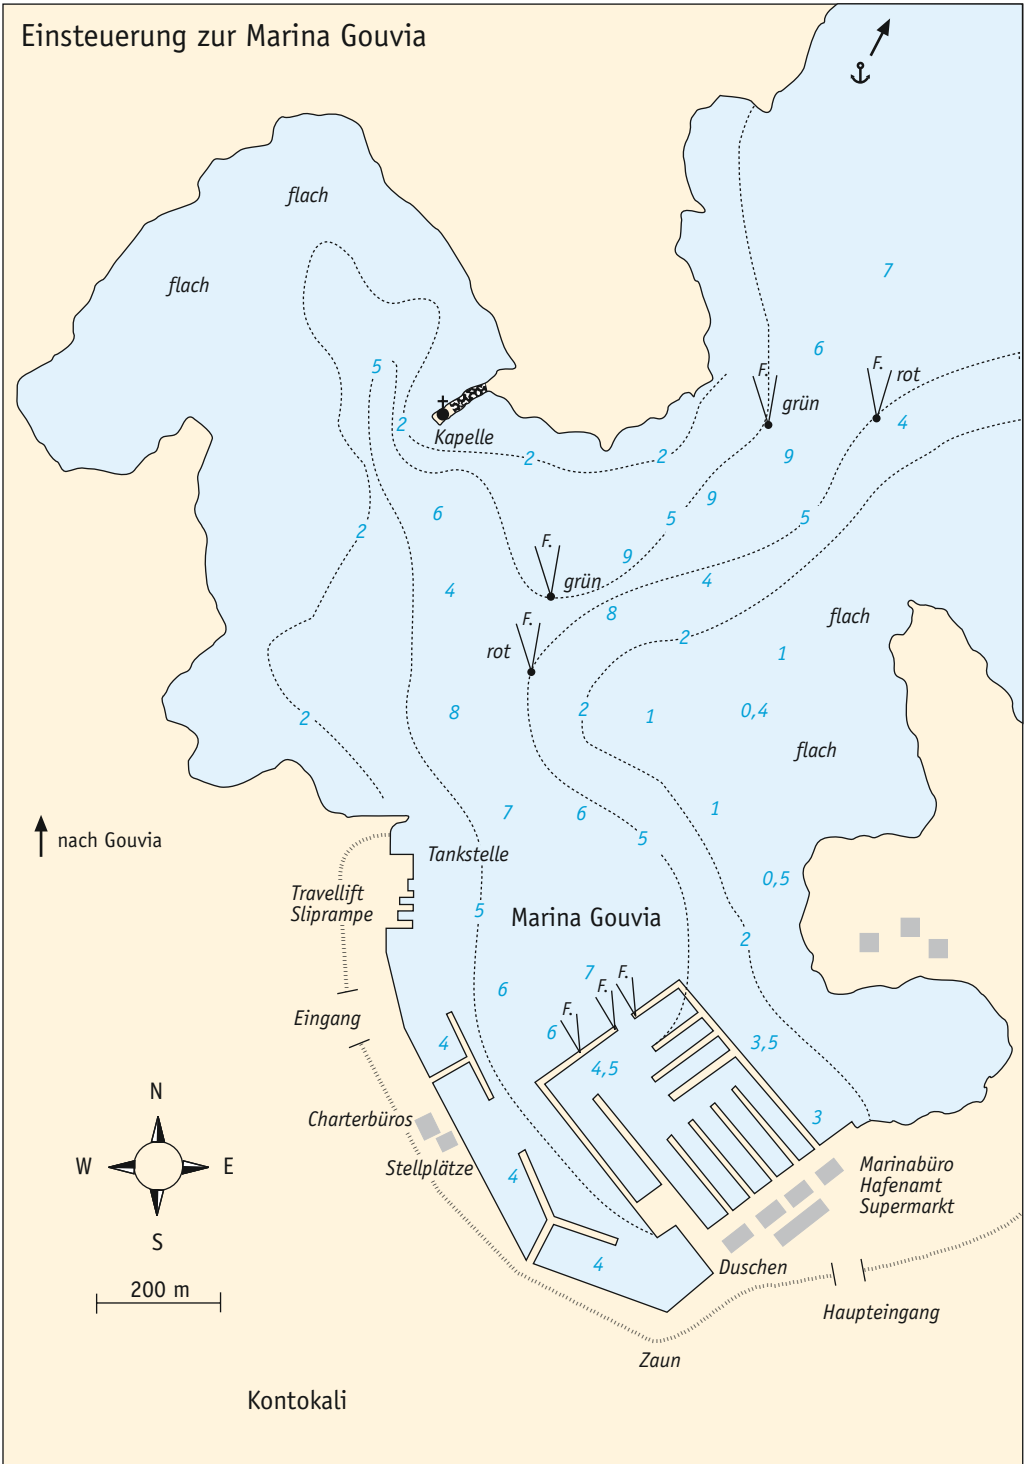 Einsteuerung zur Marina Gouvia
flach
flach
7
6
F.
rot
F.
grün
4
5
2
Kapelle
2
2
9
9
5
5
6
2
F.
grün
9
4
4
8
F.
rot
2
flach
1
8
2
2
1
0,4
flach
7
6
1
5
nach Gouvia
Tankstelle
Travellift
Sliprampe
0,5
5
Marina Gouvia
2
7
F.
F.
F.
6
6
Eingang
4
4,5
3,5
Charterbüros
3
Stellplätze
4
Marinabüro
Hafenamt
Supermarkt
N
W
E
S
4
Duschen
200 m
Haupteingang
Zaun
Kontokali